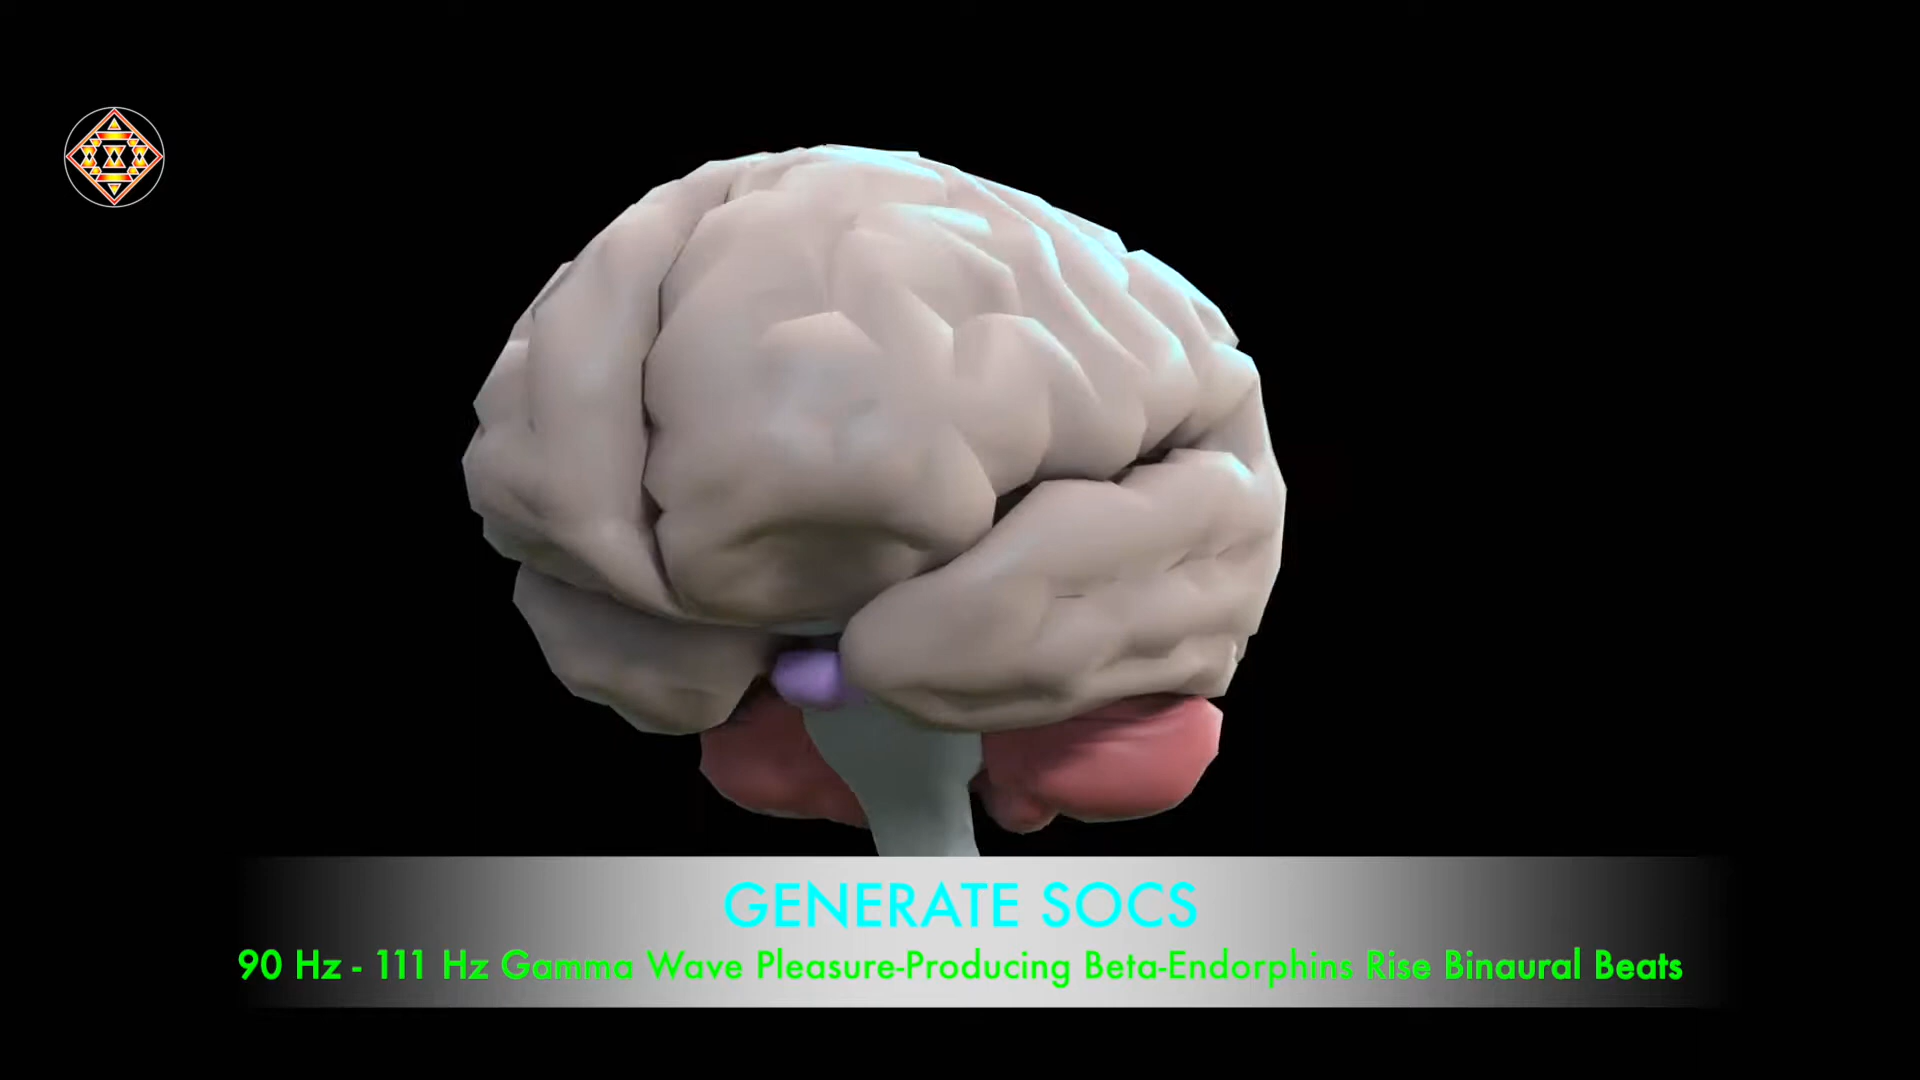 GENERATE SOCS
90 Hz - 111 Hz Gamma Wave Pleasure-Producing Beta-Endorphins Rise Binaural Beats